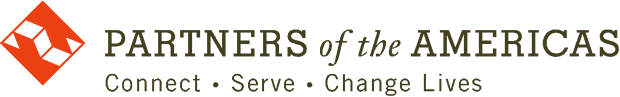 PARTNERS of the AMERICAS
Connect • Serve • Change Lives